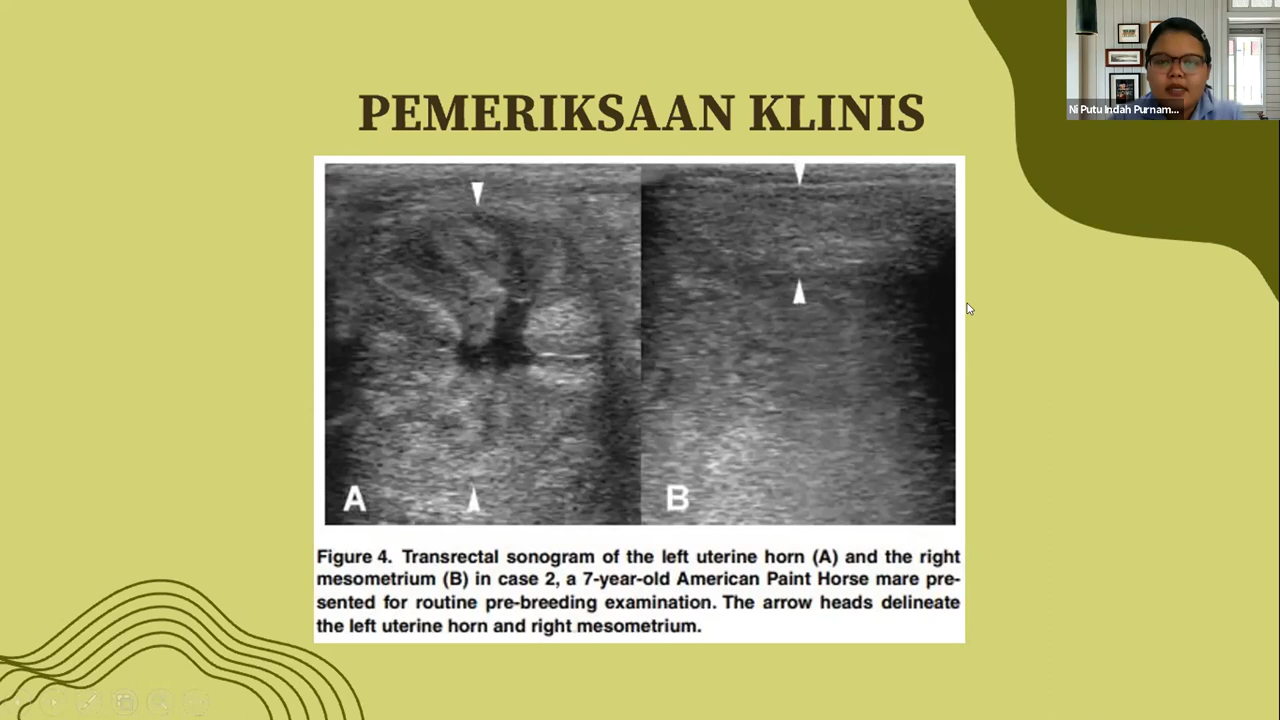 PEMERIKSAAN KLINIS
Ni Putu Indah Purnam...
A
B
Figure 4. Transrectal sonogram of the left uterine horn (A) and the right
mesometrium (B) in case 2, a 7-year-old American Paint Horse mare pre-
sented for routine pre-breeding examination. The arrow heads delineate
the left uterine horn and right mesometrium.